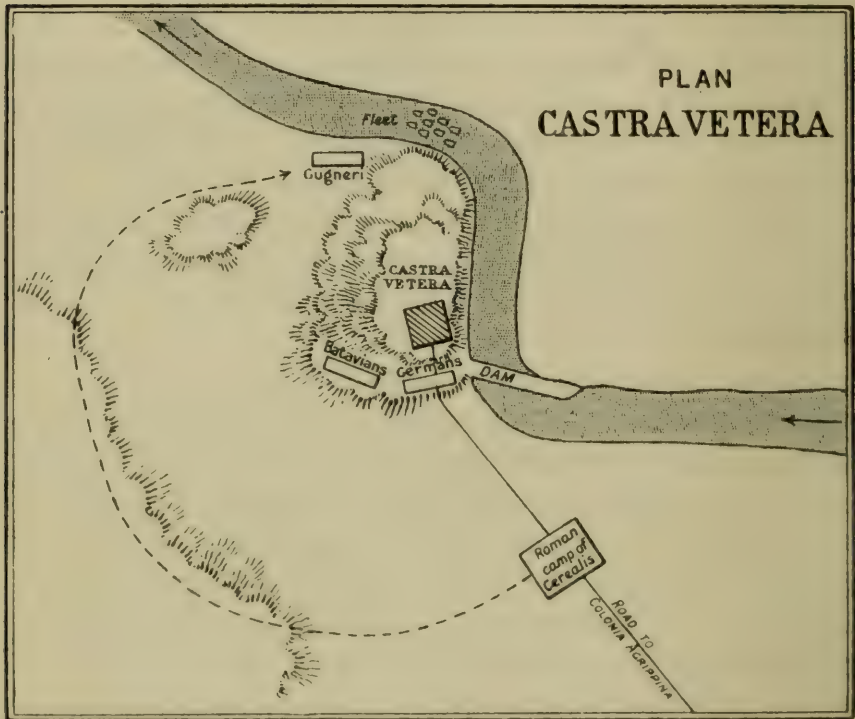 PLAN
CASTRA VETERA
Fleet
Gugneri
CASTRA
VETERA
Batavians
Germans
DAM
Roman
camp of
Cerealis
ROAD TO
COLONIA AGRIPPINA